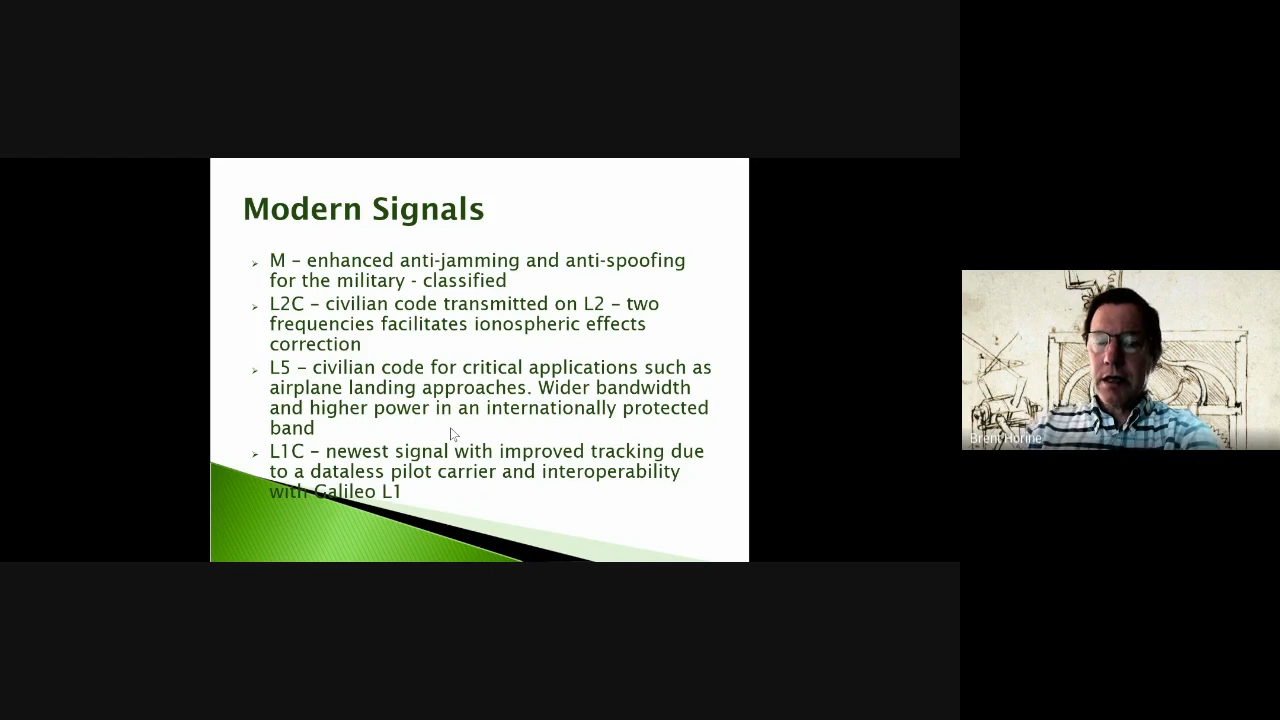 Modern Signals
M – enhanced anti-jamming and anti-spoofing
for the military - classified
L2C – civilian code transmitted on L2 – two
frequencies facilitates ionospheric effects
correction
L5 – civilian code for critical applications such as
airplane landing approaches. Wider bandwidth
and higher power in an internationally protected
band
L1C – newest signal with improved tracking due
to a dataless pilot carrier and interoperability
with Galileo L1
Brent Horine